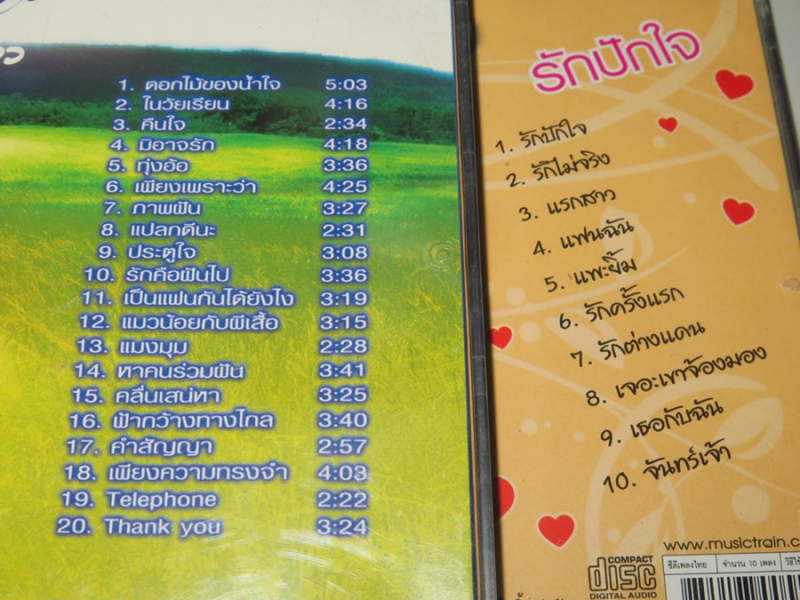 1. ดอกไม้ของน้ำใจ 5:03
2. ในวัยเรียน 4:16
3. คืนใจ 2:34
4. มิอาจรัก 4:18
5. ทุ่งอ้อ 3:36
6. เพียงเพราะว่า 4:25
7. ภาพฝัน 3:27
8. แปลกดีนะ 2:31
9. ประตูใจ 3:08
10. รักคือฝันไป 3:36
11. เป็นแฟนกันได้ยังไง 3:19
12. แมวน้อยกับผีเสื้อ 3:15
13. แมงมุม 2:28
14. หาคนร่วมฝัน 3:41
15. คลื่นเสน่หา 3:25
16. ฟ้ากว้างทางไกล 3:40
17. คำสัญญา 2:57
18. เพียงความทรงจำ 4:03
19. Telephone 2:22
20. Thank you 3:24
รักปักใจ
1. รักปักใจ
2. รักไม่จริง
3. แรกสาว
4. แฟนฉัน
5. แพะยิ้ม
6. รักครั้งแรก
7. รักต่างแดน
8. เจอะเขาจ้องมอง
9. เธอกับฉัน
10. จันทร์เจ้า
www.musictrain.c
COMPACT
disc
DIGITAL AUDIO
ซีดีเพลงไทย จำนวน 10 เพลง วิธีใช้